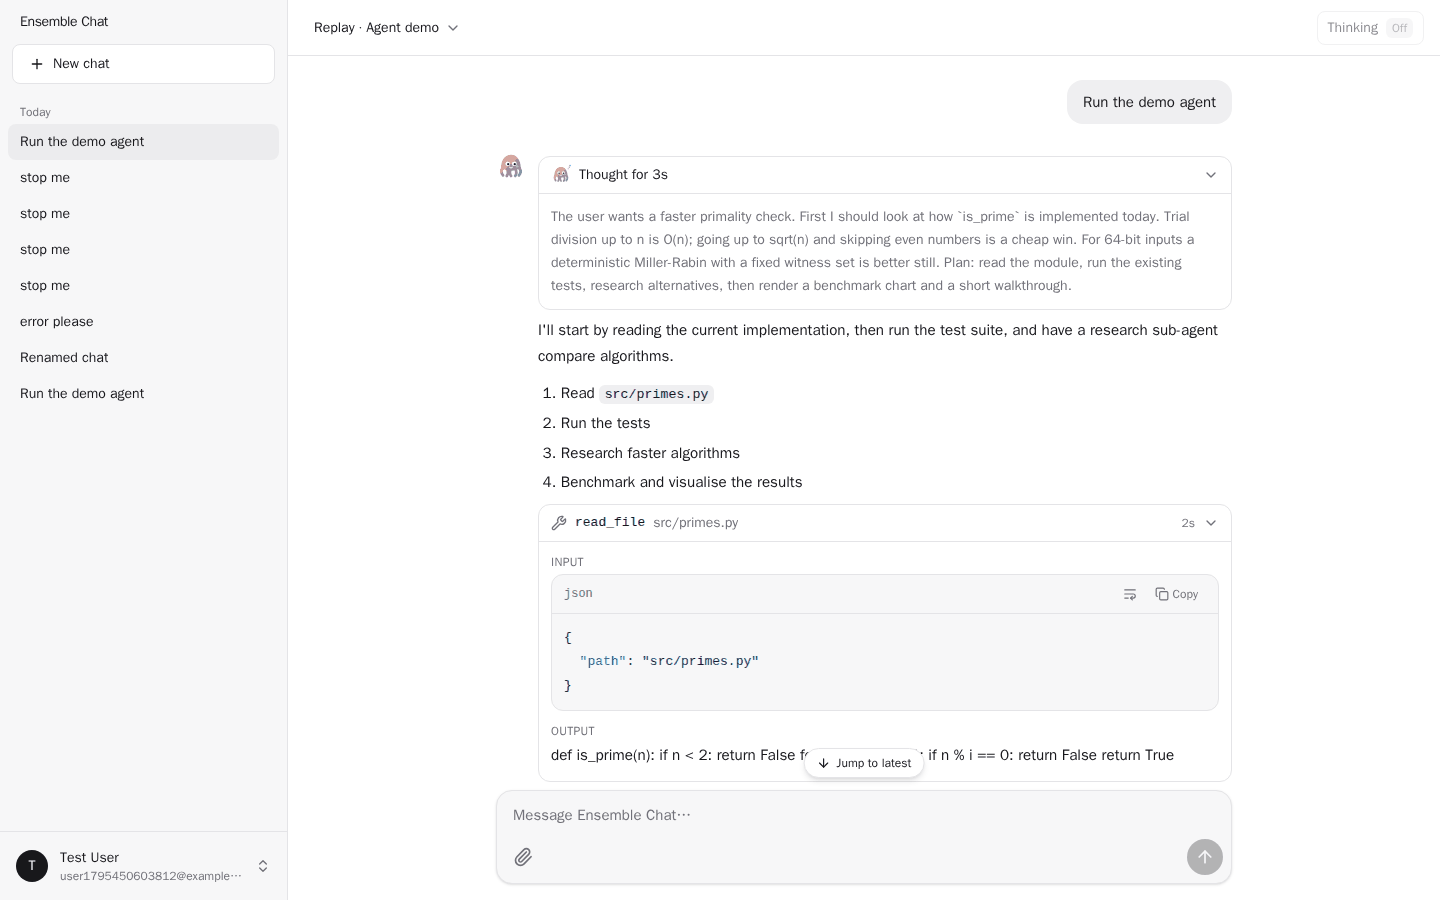 Ensemble Chat
New chat
Today
Run the demo agent
stop me
stop me
stop me
stop me
error please
Renamed chat
Run the demo agent
T
Test User
user1795450603812@example···
Replay · Agent demo
Thinking Off
Run the demo agent
Thought for 3s
The user wants a faster primality check. First I should look at how `is_prime` is implemented today. Trial
division up to n is O(n); going up to sqrt(n) and skipping even numbers is a cheap win. For 64-bit inputs a
deterministic Miller-Rabin with a fixed witness set is better still. Plan: read the module, run the existing
tests, research alternatives, then render a benchmark chart and a short walkthrough.
I'll start by reading the current implementation, then run the test suite, and have a research sub-agent
compare algorithms.
1. Read src/primes.py
2. Run the tests
3. Research faster algorithms
4. Benchmark and visualise the results
read_file src/primes.py 2s
INPUT
json Copy
{
"path": "src/primes.py"
}
OUTPUT
def is_prime(n): if n < 2: return False : if n % i == 0: return False return True
Jump to latest
Message Ensemble Chat···